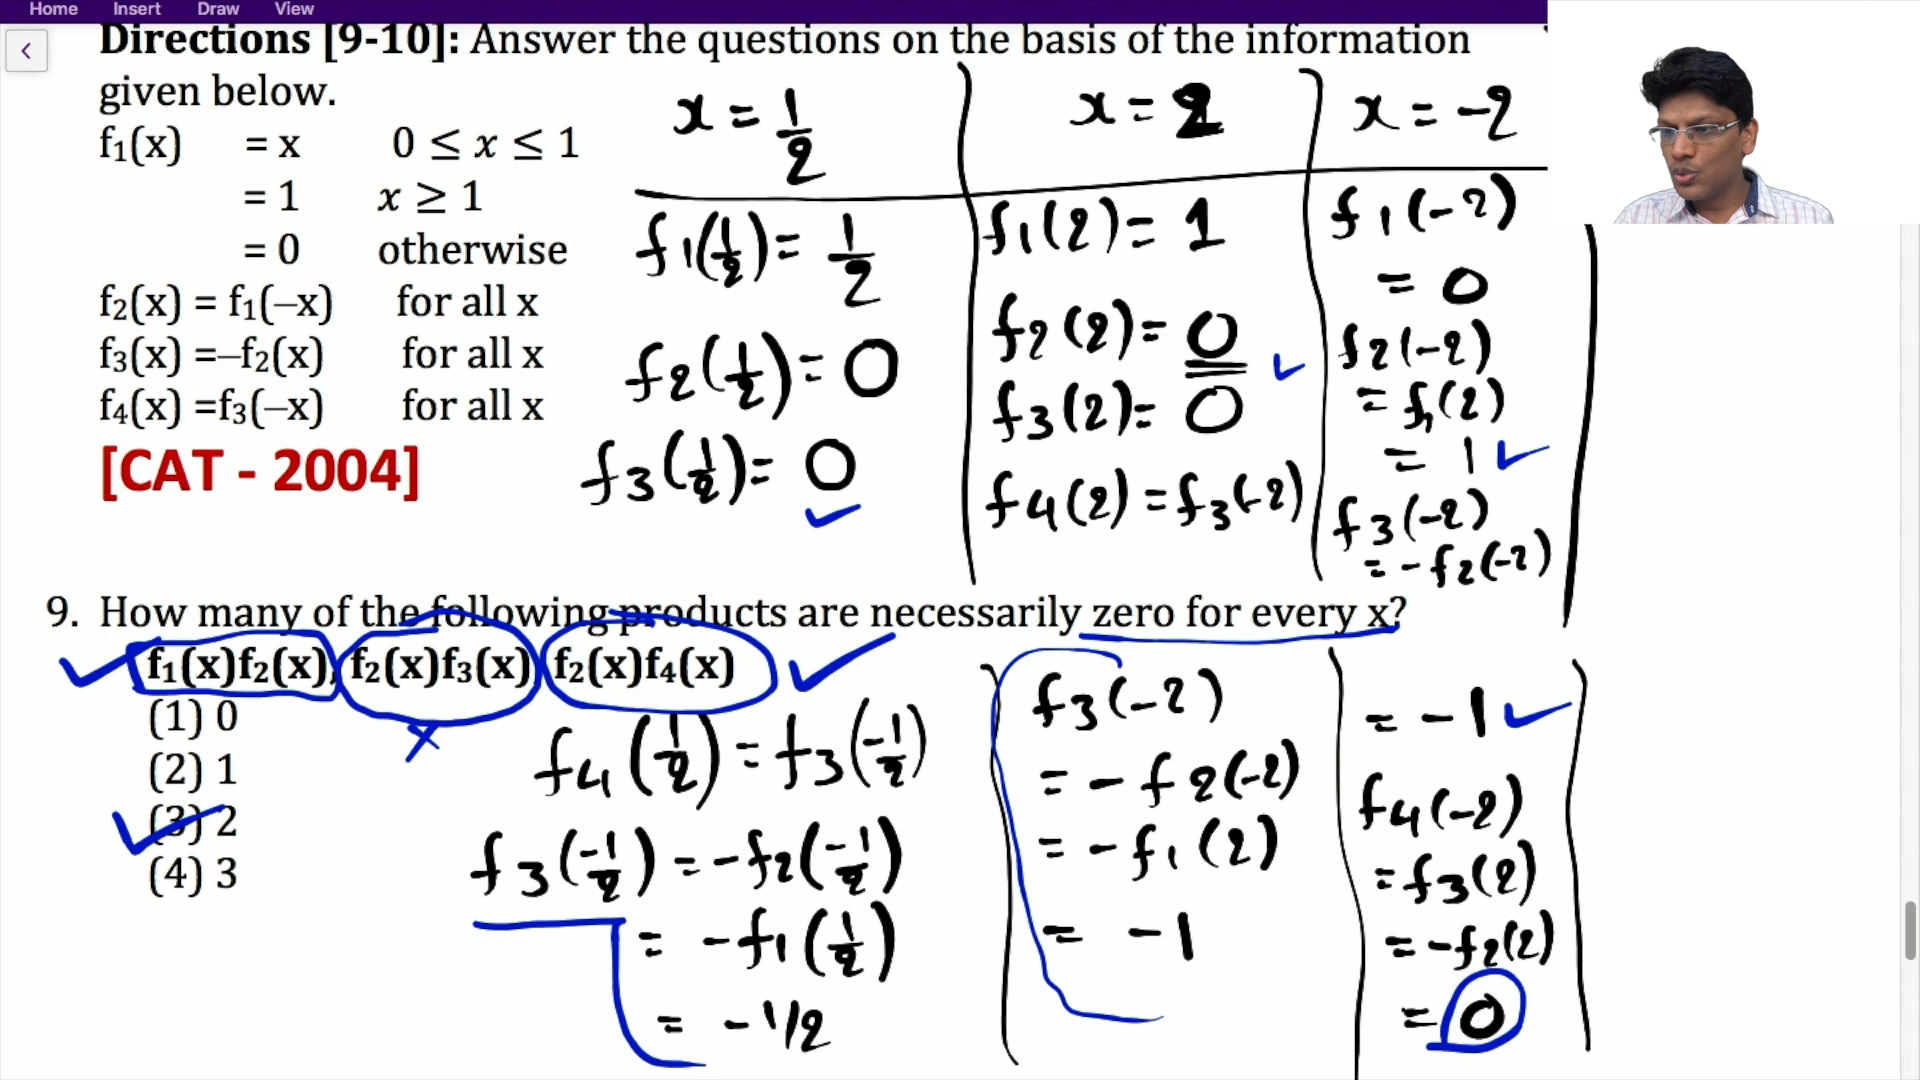 Home Insert Draw View
Directions [9-10]: Answer the questions on the basis of the information
given below.
f₁(x) = x 0 ≤ x ≤ 1
= 1 x ≥ 1
= 0 otherwise
f₂(x) = f₁(–x) for all x
f₃(x) =–f₂(x) for all x
f₄(x) =f₃(–x) for all x
[CAT - 2004]
x = 1/2
f1(1/2) = 1/2
f2(1/2) = 0
f3(1/2) = 0
x = 2
f1(2) = 1
f2(2) = 0
f3(2) = 0
f4(2) = f3(-2)
x = -2
f1(-2)
= 0
f2(-2)
= f1(2)
= 1
f3(-2)
= -f2(-2)
9. How many of the following products are necessarily zero for every x?
f₁(x)f₂(x), f₂(x)f₃(x), f₂(x)f₄(x)
(1) 0
(2) 1
(3) 2
(4) 3
f4(1/2) = f3(-1/2)
f3(-1/2) = -f2(-1/2)
= -f1(1/2)
= -1/2
f3(-2)
= -f2(-2)
= -f1(2)
= -1
= -1
f4(-2)
= f3(2)
= -f2(2)
= 0